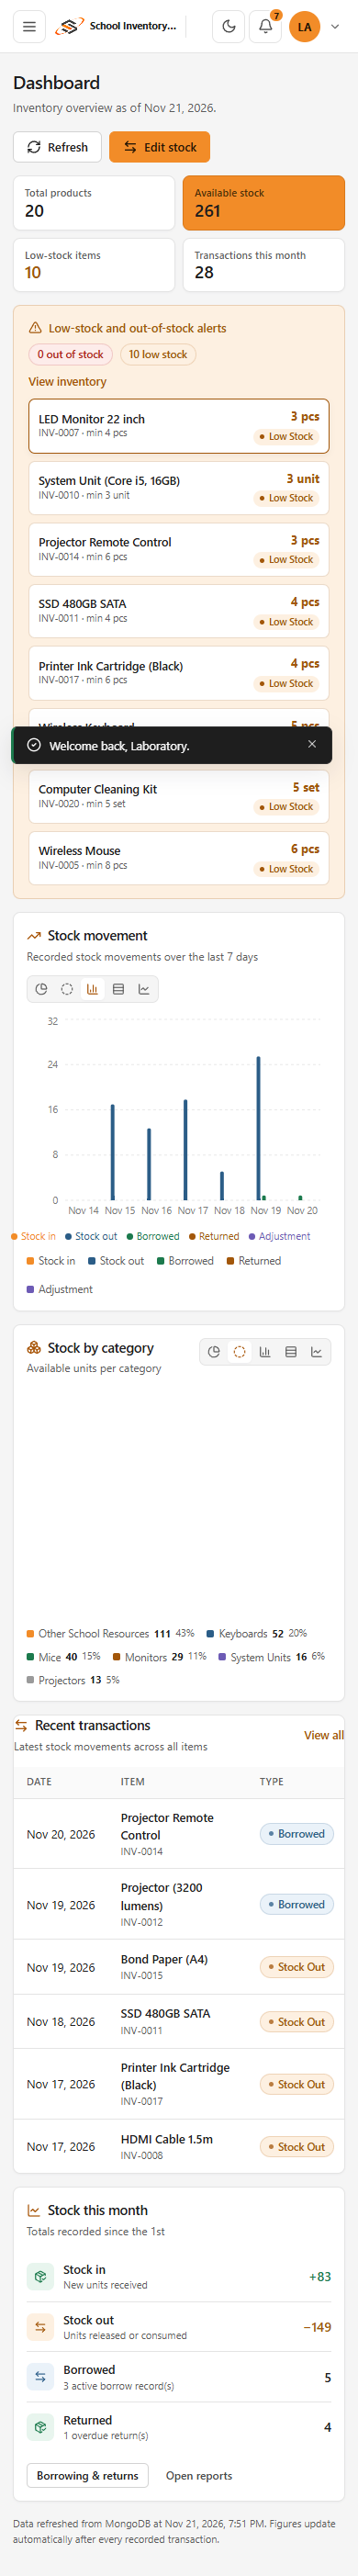 School Inventory...
7
LA
Dashboard
Inventory overview as of Nov 21, 2026.
Refresh
Edit stock
Total products
20
Available stock
261
Low-stock items
10
Transactions this month
28
Low-stock and out-of-stock alerts
0 out of stock
10 low stock
View inventory
LED Monitor 22 inch
3 pcs
INV-0007 · min 4 pcs
Low Stock
System Unit (Core i5, 16GB)
3 unit
INV-0010 · min 3 unit
Low Stock
Projector Remote Control
3 pcs
INV-0014 · min 6 pcs
Low Stock
SSD 480GB SATA
4 pcs
INV-0011 · min 4 pcs
Low Stock
Printer Ink Cartridge (Black)
4 pcs
INV-0017 · min 6 pcs
Low Stock
Wireless Keyboard
5 pcs
Welcome back, Laboratory.
Computer Cleaning Kit
5 set
INV-0020 · min 5 set
Low Stock
Wireless Mouse
6 pcs
INV-0005 · min 8 pcs
Low Stock
Stock movement
Recorded stock movements over the last 7 days
32
24
16
8
0
Nov 14 Nov 15 Nov 16 Nov 17 Nov 18 Nov 19 Nov 20
Stock in Stock out Borrowed Returned Adjustment
Stock in Stock out Borrowed Returned
Adjustment
Stock by category
Available units per category
Other School Resources 111 43% Keyboards 52 20%
Mice 40 15% Monitors 29 11% System Units 16 6%
Projectors 13 5%
Recent transactions
Latest stock movements across all items
View all
DATE ITEM TYPE
Nov 20, 2026
Projector Remote
Control
INV-0014
Borrowed
Nov 19, 2026
Projector (3200
lumens)
INV-0012
Borrowed
Nov 19, 2026
Bond Paper (A4)
INV-0015
Stock Out
Nov 18, 2026
SSD 480GB SATA
INV-0011
Stock Out
Nov 17, 2026
Printer Ink Cartridge
(Black)
INV-0017
Stock Out
Nov 17, 2026
HDMI Cable 1.5m
INV-0008
Stock Out
Stock this month
Totals recorded since the 1st
Stock in
New units received
+83
Stock out
Units released or consumed
−149
Borrowed
3 active borrow record(s)
5
Returned
1 overdue return(s)
4
Borrowing & returns
Open reports
Data refreshed from MongoDB at Nov 21, 2026, 7:51 PM. Figures update
automatically after every recorded transaction.